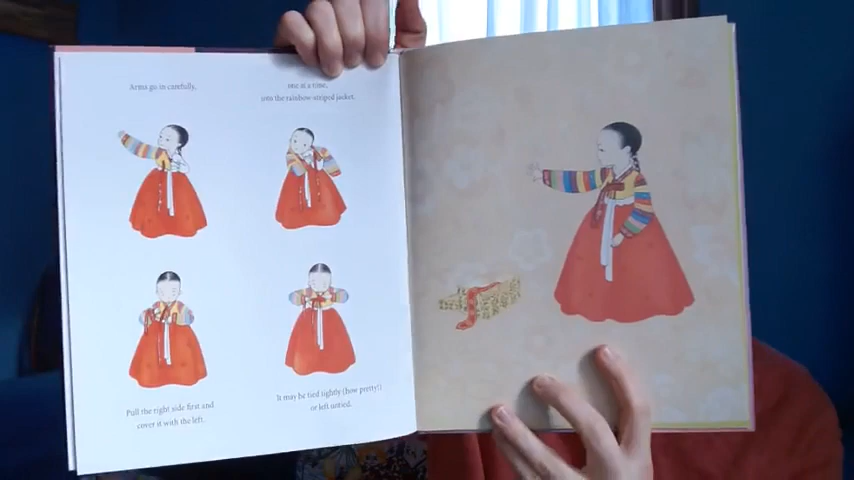 Arms go in carefully,
one at a time,
into the rainbow-striped jacket.
Pull the right side first and
cover it with the left.
It may be tied tightly (how pretty!)
or left untied.